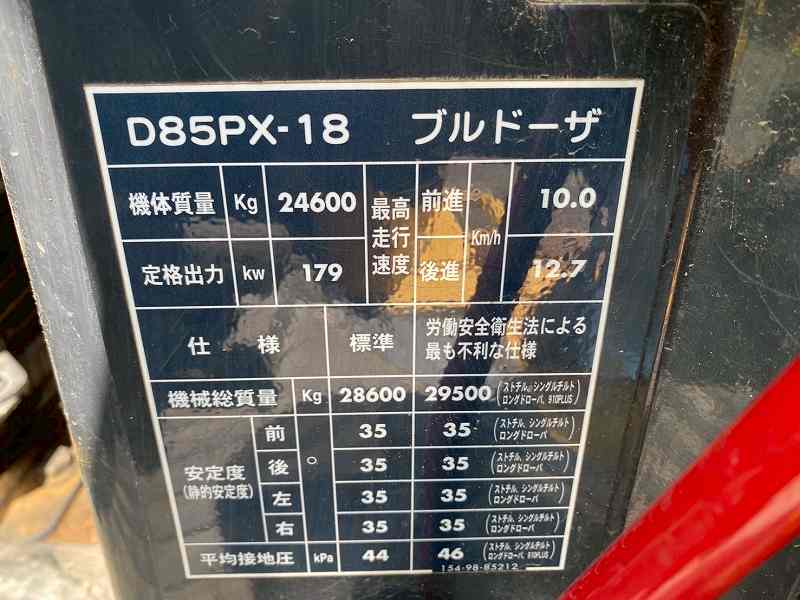 D85PX-18 ブルドーザ
機体質量 Kg 24600 最高走行速度 前進 Km/h 10.0
定格出力 kw 179 後進 12.7
仕様 標準 労働安全衛生法による
最も不利な仕様
機械総質量 Kg 28600 29500 (ストチル、シングルチルト
ロングドローバ、910PLUS)
安定度
(静的安定度)
前 ° 35 35 (ストチル、シングルチルト
ロングドローバ)
後 35 35 (ストチル、シングルチルト
ロングドローバ)
左 35 35 (ストチル、シングルチルト
ロングドローバ)
右 35 35 (ストチル、シングルチルト
ロングドローバ)
平均接地圧 kPa 44 46 (ストチル、シングルチルト
ロングドローバ、910PLUS)
154-98-85212